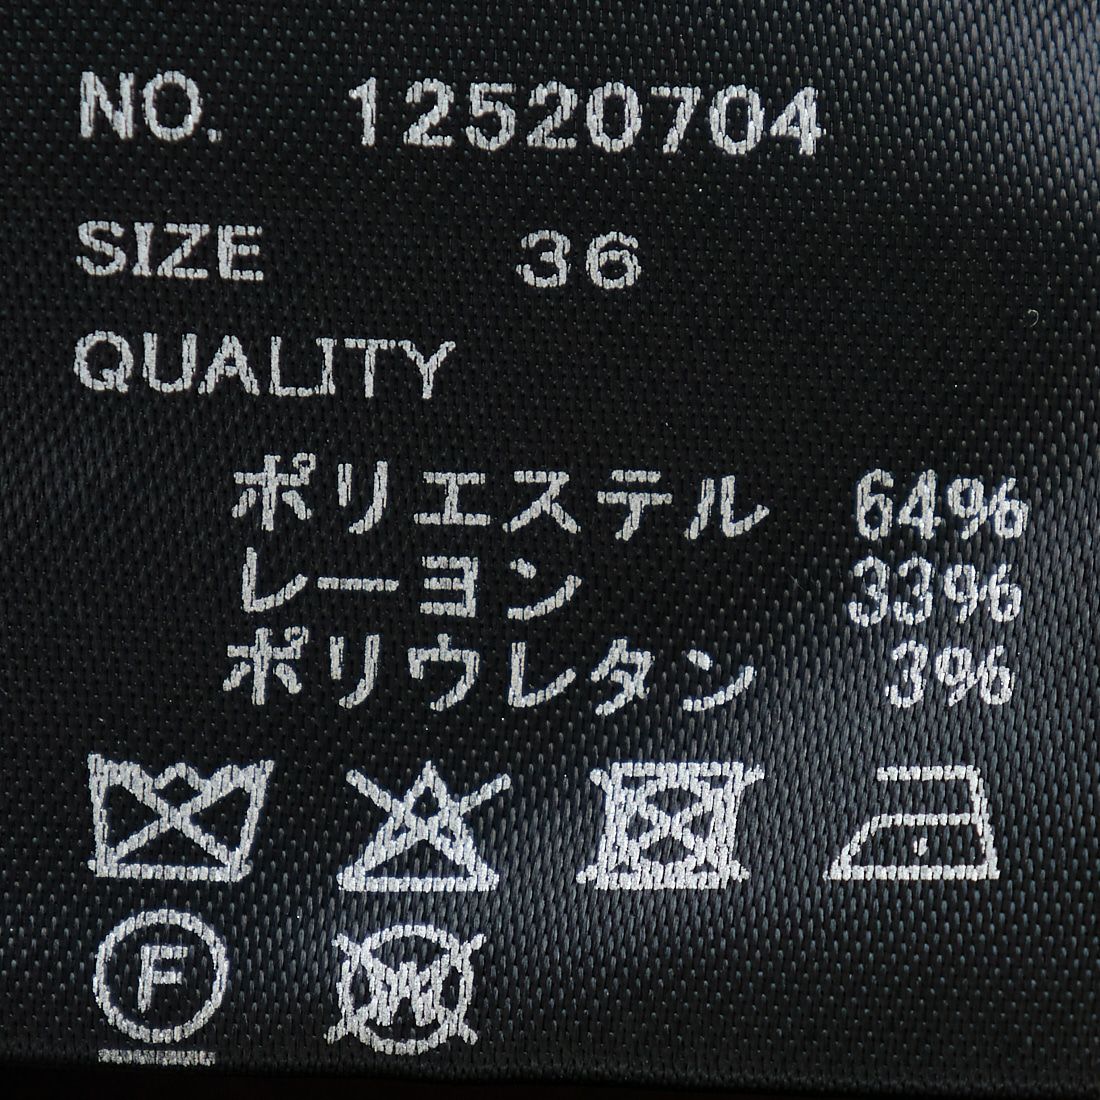 NO. 12520704
SIZE 36
QUALITY
ポリエステル 64%
レーヨン 33%
ポリウレタン 3%
F
W